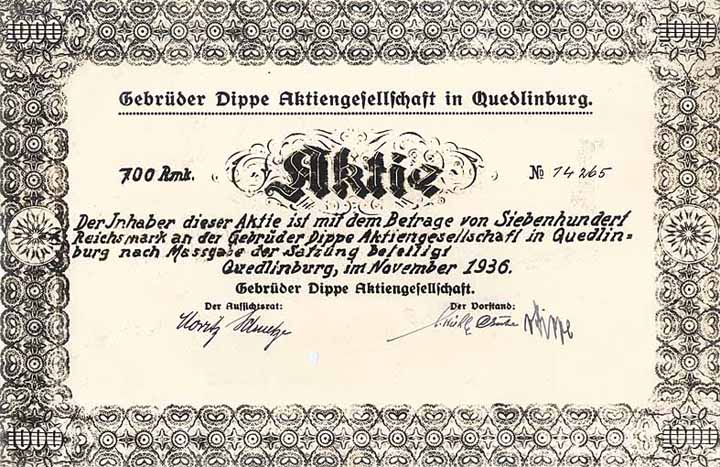 1000 1000
Gebrüder Dippe Aktiengesellschaft in Quedlinburg.
700 Rmk. Aktie № 14265
Der Inhaber dieser Aktie ist mit dem Betrage von Siebenhundert
Reichsmark an der Gebrüder Dippe Aktiengesellschaft in Quedlin=
burg nach Massgabe der Satzung beteiligt
Quedlinburg, im November 1936.
Gebrüder Dippe Aktiengesellschaft.
Der Aufsichtsrat: Der Vorstand:
Dippe
1000 1000